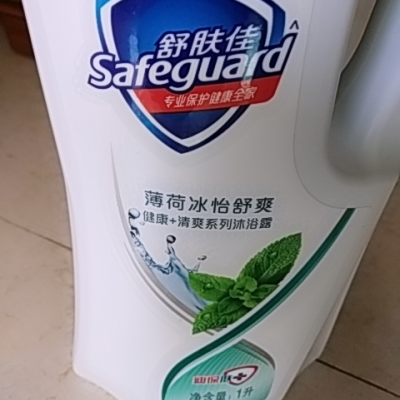 舒肤佳
Safeguard
专业保护健康全家
薄荷冰怡舒爽
健康+清爽系列沐浴露
净含量:1升